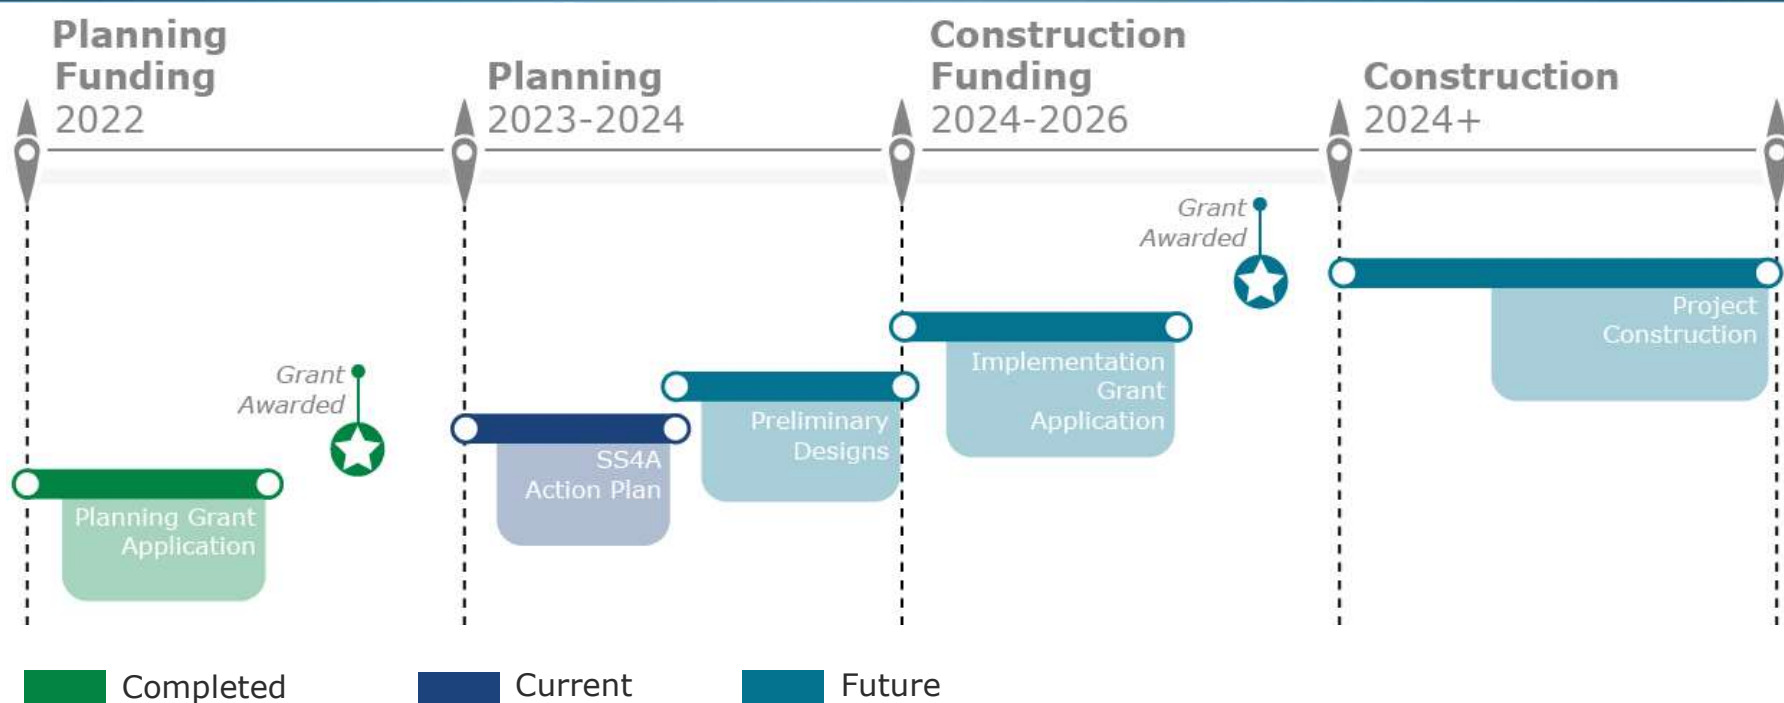 Planning
Funding
2022
Planning
2023-2024
Construction
Funding
2024-2026
Construction
2024+
Grant
Awarded
Planning Grant
Application
SS4A
Action Plan
Preliminary
Designs
Implementation
Grant
Application
Grant
Awarded
Project
Construction
Completed
Current
Future